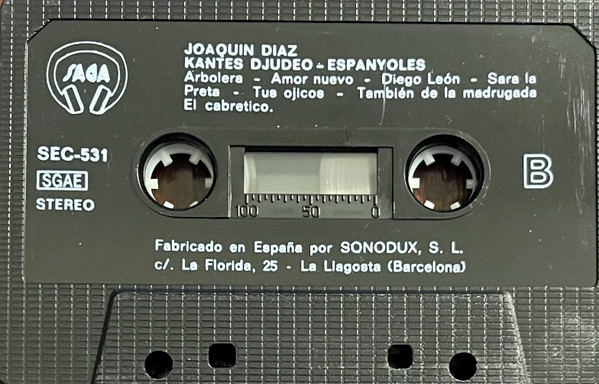 SAGA
JOAQUIN DIAZ
KANTES DJUDEO - ESPANYOLES
Arbolera - Amor nuevo - Diego León - Sara la
Preta - Tus ojicos - También de la madrugada
El cabretico.
SEC-531
SGAE
STEREO
B
100 50 0
Fabricado en España por SONODUX, S. L.
c/. La Florida, 25 - La Llagosta (Barcelona)